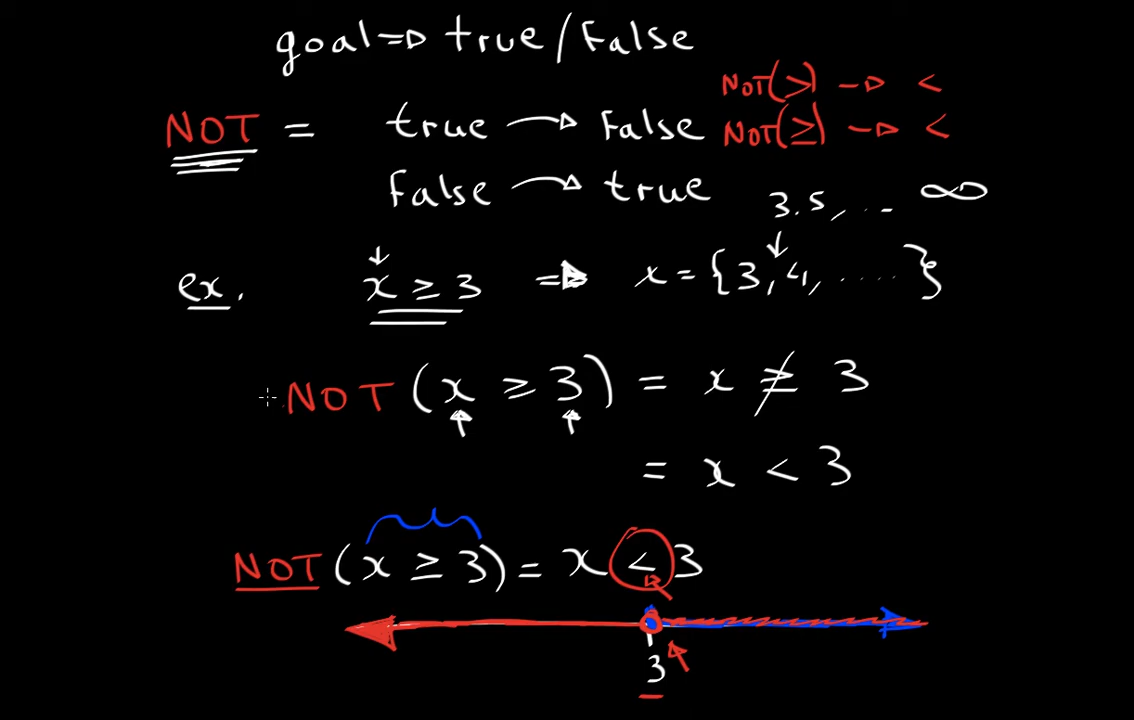 goal⇒ true/False
NOT(>) → <
NOT = true → False
NOT(≥) → <
False → true
3.5, ... ∞
ex. x ≥ 3 ⇒ x = {3, 4, .....}
NOT (x ≥ 3) = x ≱ 3
= x < 3
NOT (x ≥ 3) = x < 3
3